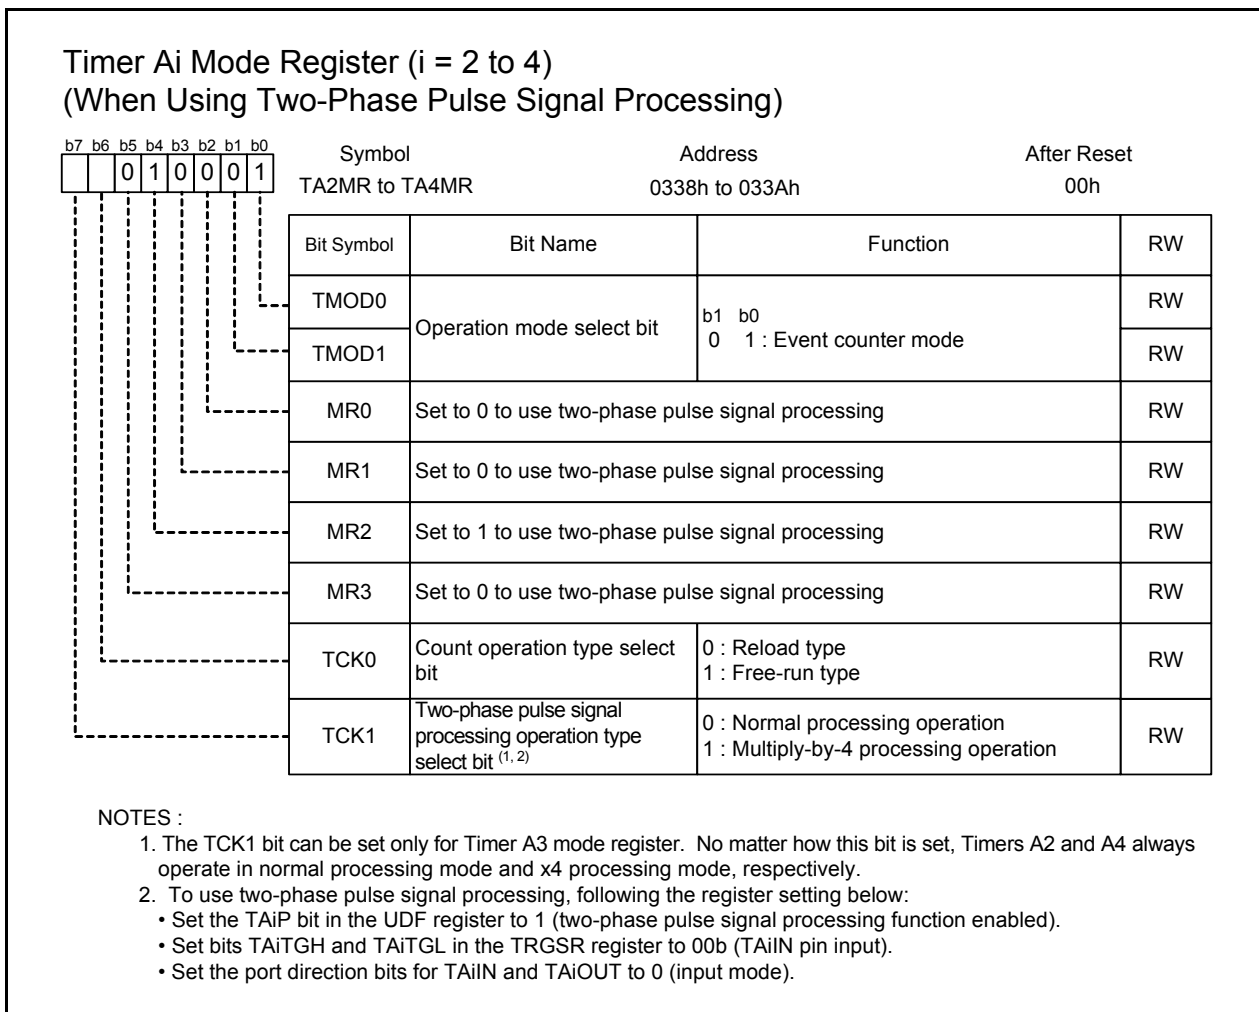 Timer Ai Mode Register (i = 2 to 4)
(When Using Two-Phase Pulse Signal Processing)
b7 b6 b5 b4 b3 b2 b1 b0
0 1 0 0 0 1
Symbol Address After Reset
TA2MR to TA4MR 0338h to 033Ah 00h
Bit Symbol Bit Name Function RW
TMOD0 RW
Operation mode select bit
b1 b0
0 1 : Event counter mode
TMOD1 RW
MR0 Set to 0 to use two-phase pulse signal processing RW
MR1 Set to 0 to use two-phase pulse signal processing RW
MR2 Set to 1 to use two-phase pulse signal processing RW
MR3 Set to 0 to use two-phase pulse signal processing RW
TCK0
Count operation type select
bit
0 : Reload type
1 : Free-run type
RW
TCK1
Two-phase pulse signal
processing operation type
select bit (1, 2)
0 : Normal processing operation
1 : Multiply-by-4 processing operation
RW
NOTES :
1. The TCK1 bit can be set only for Timer A3 mode register. No matter how this bit is set, Timers A2 and A4 always
operate in normal processing mode and x4 processing mode, respectively.
2. To use two-phase pulse signal processing, following the register setting below:
• Set the TAiP bit in the UDF register to 1 (two-phase pulse signal processing function enabled).
• Set bits TAiTGH and TAiTGL in the TRGSR register to 00b (TAiIN pin input).
• Set the port direction bits for TAiIN and TAiOUT to 0 (input mode).